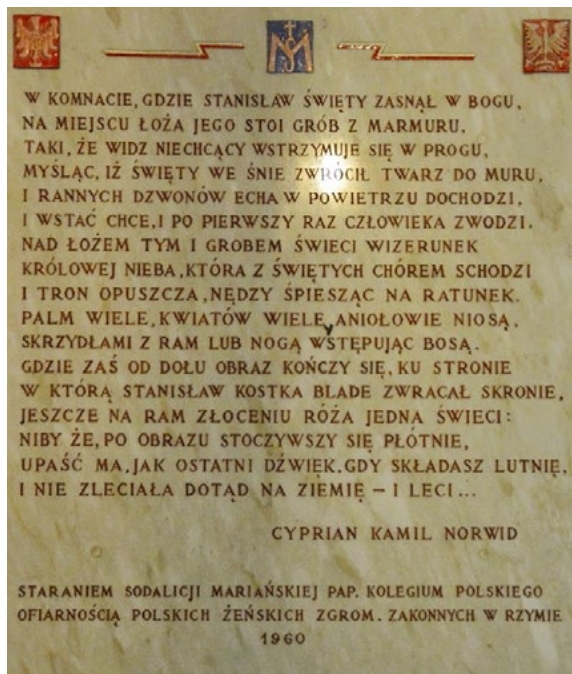 W KOMNACIE, GDZIE STANISŁAW ŚWIĘTY ZASNĄŁ W BOGU,
NA MIEJSCU ŁOŻA JEGO STOI GRÓB Z MARMURU,
TAKI, ŻE WIDZ NIECHCĄCY WSTRZYMUJE SIĘ W PROGU,
MYŚLĄC, IŻ ŚWIĘTY WE ŚNIE ZWRÓCIŁ TWARZ DO MURU,
I RANNYCH DZWONÓW ECHA W POWIETRZU DOCHODZI,
I WSTAĆ CHCE, I PO PIERWSZY RAZ CZŁOWIEKA ZWODZI.
NAD ŁOŻEM TYM I GROBEM ŚWIECI WIZERUNEK
KRÓLOWEJ NIEBA, KTÓRA Z ŚWIĘTYCH CHÓREM SCHODZI
I TRON OPUSZCZA, NĘDZY ŚPIESZĄC NA RATUNEK.
PALM WIELE, KWIATÓW WIELE, ANIOŁOWIE NIOSĄ,
SKRZYDŁAMI Z RAM LUB NOGĄ WSTĘPUJĄC BOSĄ.
GDZIE ZAŚ OD DOŁU OBRAZ KOŃCZY SIĘ, KU STRONIE
W KTÓRĄ STANISŁAW KOSTKA BLADE ZWRACAŁ SKRONIE,
JESZCZE NA RAM ZŁOCENIU RÓŻA JEDNA ŚWIECI:
NIBY ŻE, PO OBRAZU STOCZYWSZY SIĘ PŁÓTNIE,
UPAŚĆ MA, JAK OSTATNI DŹWIĘK. GDY SKŁADASZ LUTNIĘ,
I NIE ZLECIAŁA DOTĄD NA ZIEMIĘ – I LECI...
CYPRIAN KAMIL NORWID
STARANIEM SODALICJI MARIAŃSKIEJ PAP. KOLEGIUM POLSKIEGO
OFIARNOŚCIĄ POLSKICH ŻEŃSKICH ZGROM. ZAKONNYCH W RZYMIE
1960